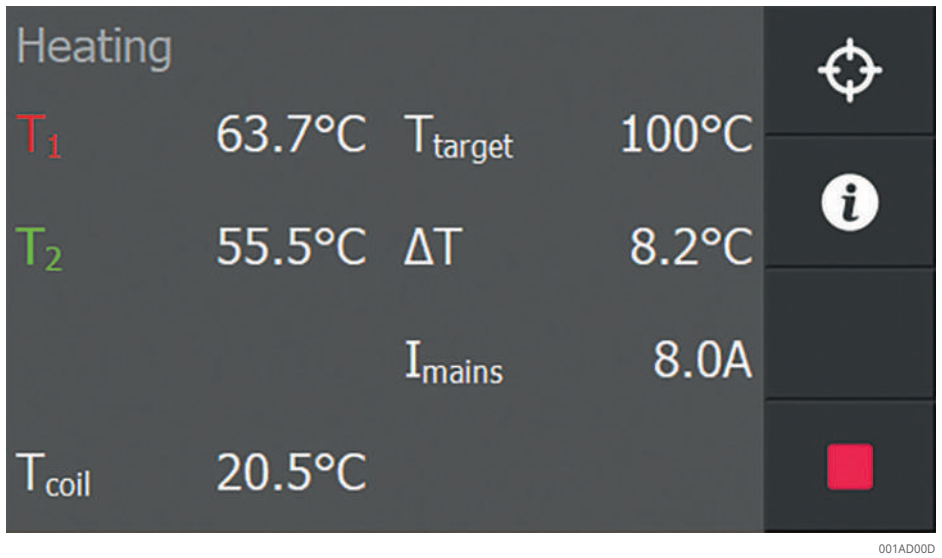 Heating
T1 63.7°C Ttarget 100°C
T2 55.5°C ΔT 8.2°C
Imains 8.0A
Tcoil 20.5°C
i
001AD00D